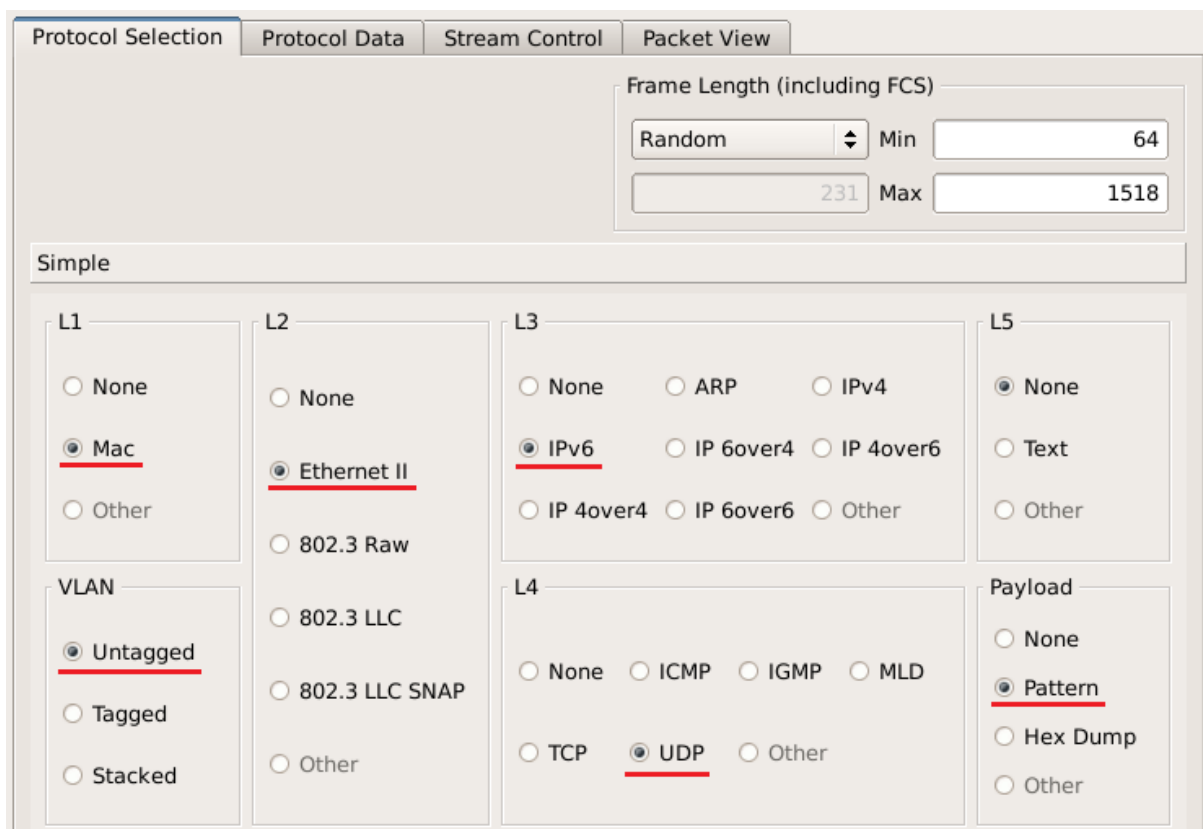 Protocol Selection
Protocol Data
Stream Control
Packet View
Frame Length (including FCS)
Random
Min
64
231
Max
1518
Simple
L1
None
Mac
Other
VLAN
Untagged
Tagged
Stacked
L2
None
Ethernet II
802.3 Raw
802.3 LLC
802.3 LLC SNAP
Other
L3
None
ARP
IPv4
IPv6
IP 6over4
IP 4over6
IP 4over4
IP 6over6
Other
L4
None
ICMP
IGMP
MLD
TCP
UDP
Other
L5
None
Text
Other
Payload
None
Pattern
Hex Dump
Other